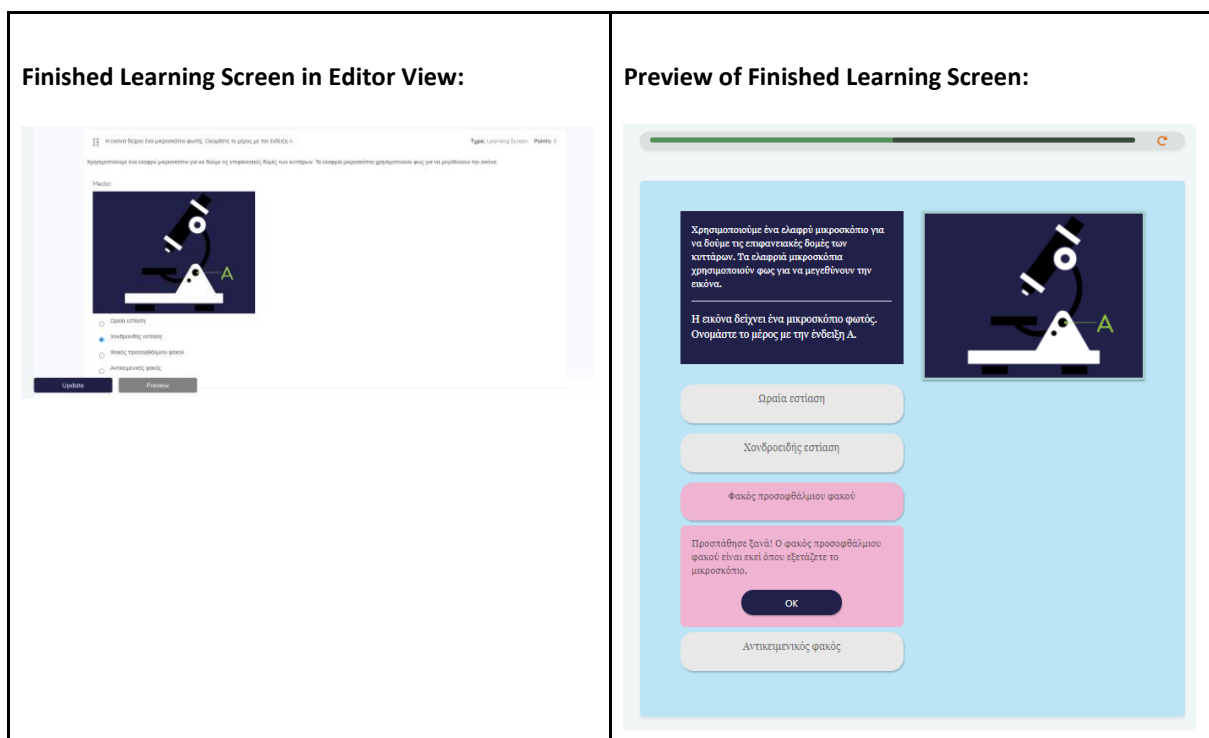 Finished Learning Screen in Editor View:
Η εικόνα δείχνει ένα μικροσκόπιο φωτός. Ονομάστε το μέρος με την ένδειξη Α.
Type: Learning Screen Points: 0
Χρησιμοποιούμε ένα ελαφρύ μικροσκόπιο για να δούμε τις επιφανειακές δομές των κυττάρων. Τα ελαφριά μικροσκόπια χρησιμοποιούν φως για να μεγεθύνουν την εικόνα.
Media:
A
Ωραία εστίαση
Χονδροειδής εστίαση
Φακός προσοφθάλμιου φακού
Αντικειμενικός φακός
Update
Preview
Preview of Finished Learning Screen:
Χρησιμοποιούμε ένα ελαφρύ μικροσκόπιο για
να δούμε τις επιφανειακές δομές των
κυττάρων. Τα ελαφριά μικροσκόπια
χρησιμοποιούν φως για να μεγεθύνουν την
εικόνα.
Η εικόνα δείχνει ένα μικροσκόπιο φωτός.
Ονομάστε το μέρος με την ένδειξη Α.
A
Ωραία εστίαση
Χονδροειδής εστίαση
Φακός προσοφθάλμιου φακού
Προσπάθησε ξανά! Ο φακός προσοφθάλμιου
φακού είναι εκεί όπου εξετάζετε το
μικροσκόπιο.
OK
Αντικειμενικός φακός